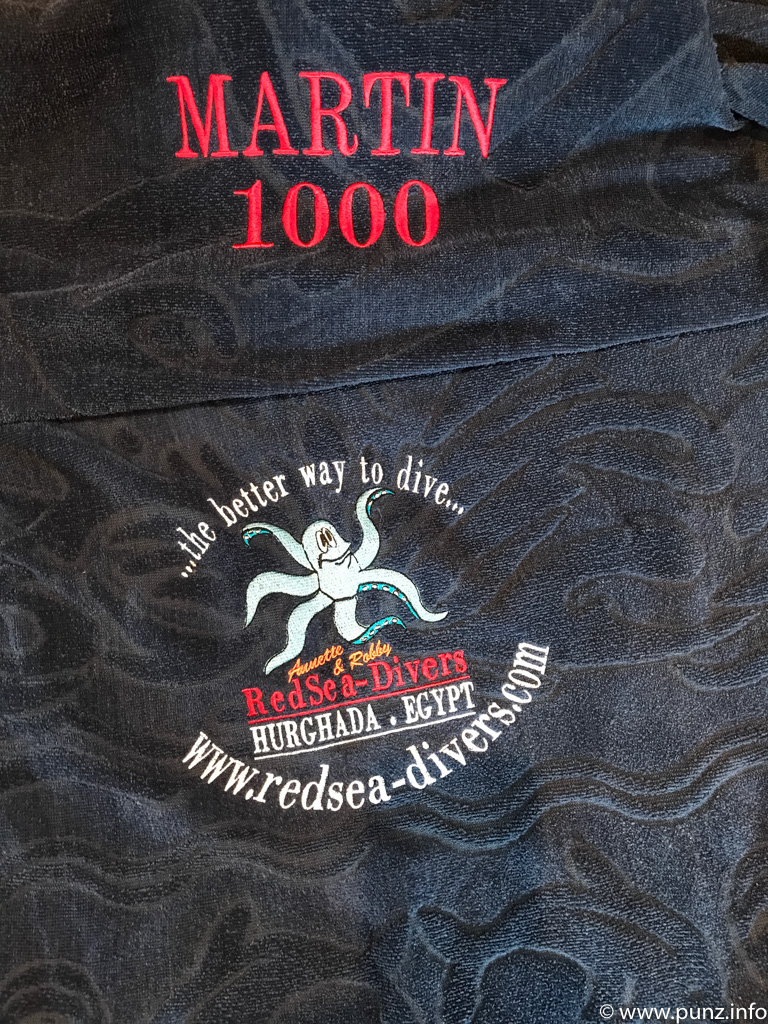 MARTIN
1000
...the better way to dive...
Annette
& Robby
RedSea-Divers
HURGHADA . EGYPT
www.redsea-divers.com
© www.punz.info